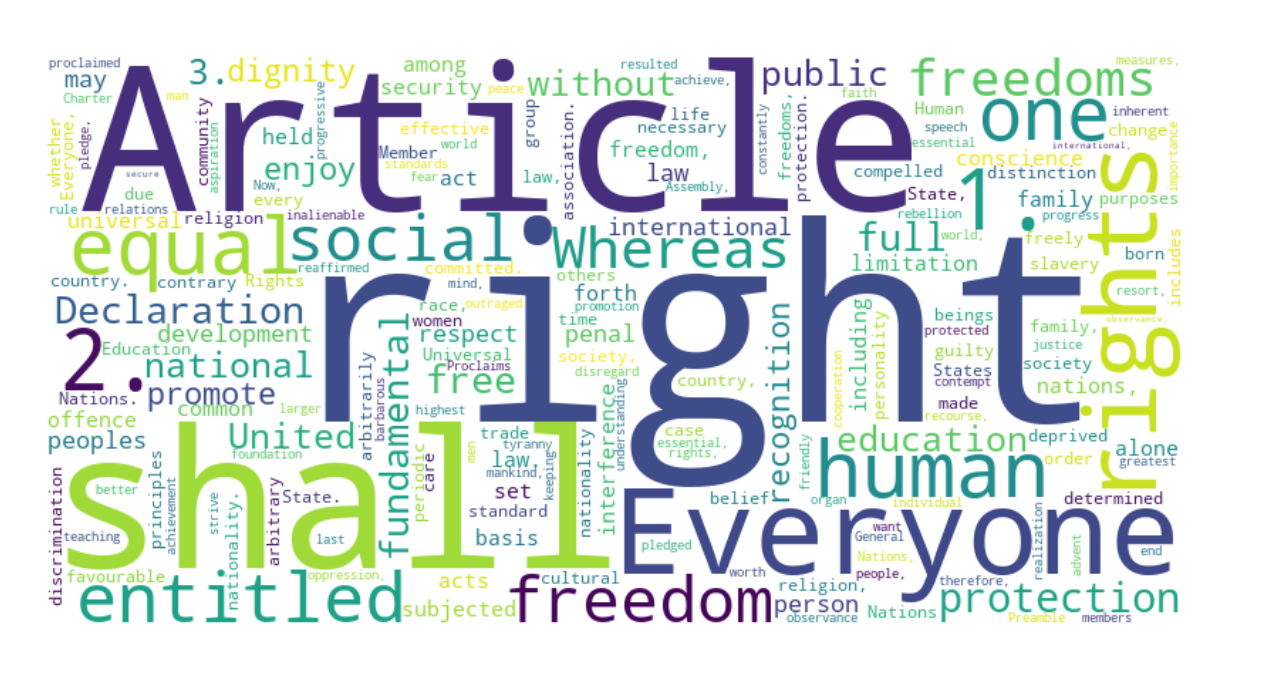 proclaimed
may
Charter
man
3. dignity
among
security
peace
without
resulted
achieve,
public
freedoms
measures,
Article
whether
Everyone,
pledge,
community
aspiration
progressive
held
enjoy
effective
world
Member
standards
fear
act
group
law,
association.
life
necessary
freedom,
law
Assembly,
constantly
freedoms,
protection.
faith
Human
speech
essential
one
inherent
change
international,
importance
conscience
compelled
distinction
secure
due
Now,
every
rule
relations
universal
religion
inalienable
State,
family
purposes
rebellion
1.
progress
equal
social
Whereas
international
full
world,
freely
limitation
slavery
born
includes
rights
reaffirmed
committed.
mind,
others
promotion
country.
contrary
Rights
forth
resort,
right
Declaration
race,
outraged
women
time
beings
observance,
development
fundamental
respect
penal
recognition
including
personality
protected
family,
justice
2.
Education
national
Universal
Proclaims
society,
disregard
guilty
society
free
country,
cooperation
States
contempt
nations,
Nations.
promote
arbitrarily
barbarous
understanding
made
recourse,
offence
common
larger
highest
case
essential,
rights,
peoples
United
foundation
periodic
care
men
trade
tyranny
law,
mankind,
keeping
nationality
interference
friendly
education
deprived
alone
greatest
order
shall
human
discrimination
better
principles
achievement
strive
nationality.
arbitrary
State.
last
set
standard
basis
belief
organ
individual
determined
teaching
Everyone
pledged
want
General
Nations,
people,
realization
advent
end
favourable
oppression,
acts
cultural
worth
religion,
therefore,
entitled
subjected
freedom
person
observance
Nations
protection
Preamble
members